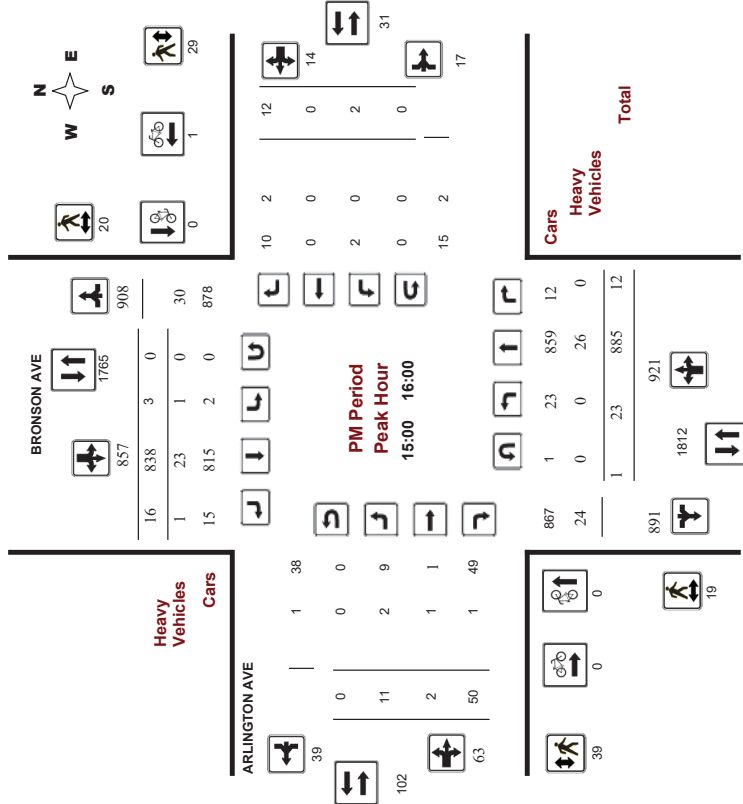 N
W E
S
20
29
1
0
BRONSON AVE
1765
857
908
16 838 3 0
1 23 1 0 30
15 815 2 0 878
Heavy
Vehicles
Cars
ARLINGTON AVE
31
14
17
10 2 12
0 0 0
2 0 2
0 0 0
15 2
PM Period
Peak Hour
15:00 16:00
1 38
0 0 0
11 2 9
2 1 1
50 1 49
39
102
63
Cars
Heavy
Vehicles
Total
867 1 23 859 12
24 0 0 26 0
1 23 885 12
891
921
1812
0
0
39
19